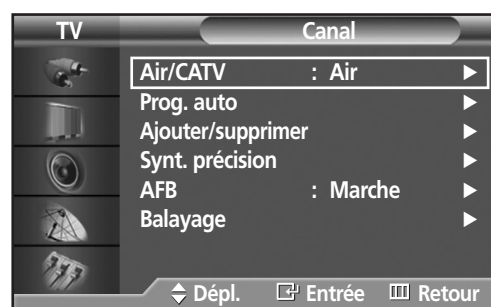 TV Canal
Air/CATV : Air
Prog. auto
Ajouter/supprimer
Synt. précision
AFB : Marche
Balayage
Dépl. Entrée Retour